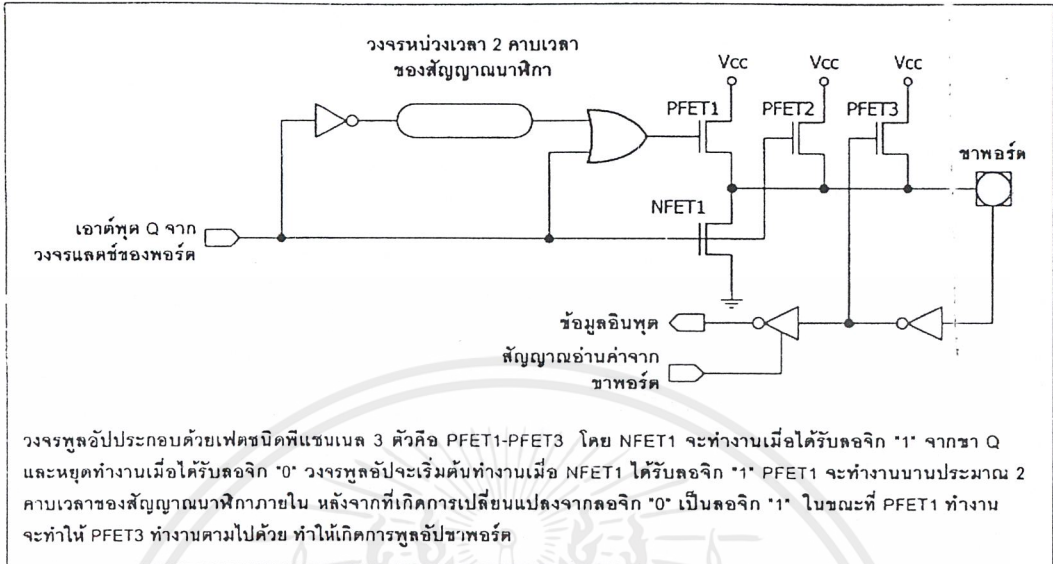 วงจรหน่วงเวลา 2 คาบเวลา
ของสัญญาณนาฬิกา
Vcc Vcc Vcc
PFET1 PFET2 PFET3
ขาพอร์ต
NFET1
เอาต์พุต Q จาก
วงจรแลตช์ของพอร์ต
ข้อมูลอินพุต
สัญญาณอ่านค่าจาก
ขาพอร์ต
วงจรพูลอัปประกอบด้วยเฟตชนิดพีแชนเนล 3 ตัวคือ PFET1-PFET3 โดย NFET1 จะทำงานเมื่อได้รับลอจิก "1" จากขา Q
และหยุดทำงานเมื่อได้รับลอจิก "0" วงจรพูลอัปจะเริ่มต้นทำงานเมื่อ NFET1 ได้รับลอจิก "1" PFET1 จะทำงานนานประมาณ 2
คาบเวลาของสัญญาณนาฬิกาภายใน หลังจากที่เกิดการเปลี่ยนแปลงจากลอจิก "0" เป็นลอจิก "1" ในขณะที่ PFET1 ทำงาน
จะทำให้ PFET3 ทำงานตามไปด้วย ทำให้เกิดการพูลอัปขาพอร์ต